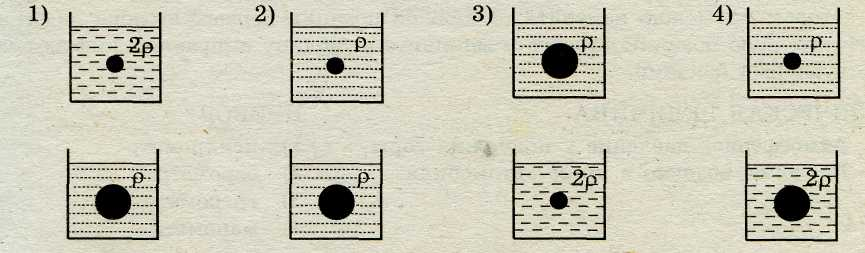 1) 2ρ 2) ρ 3) ρ 4) ρ
ρ ρ 2ρ 2ρ